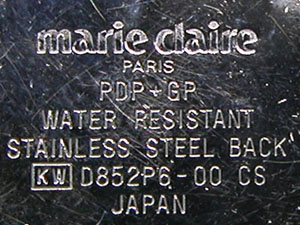 marie claire
PARIS
PDP+GP
WATER RESISTANT
STAINLESS STEEL BACK
KW D852P6-00 CS
JAPAN